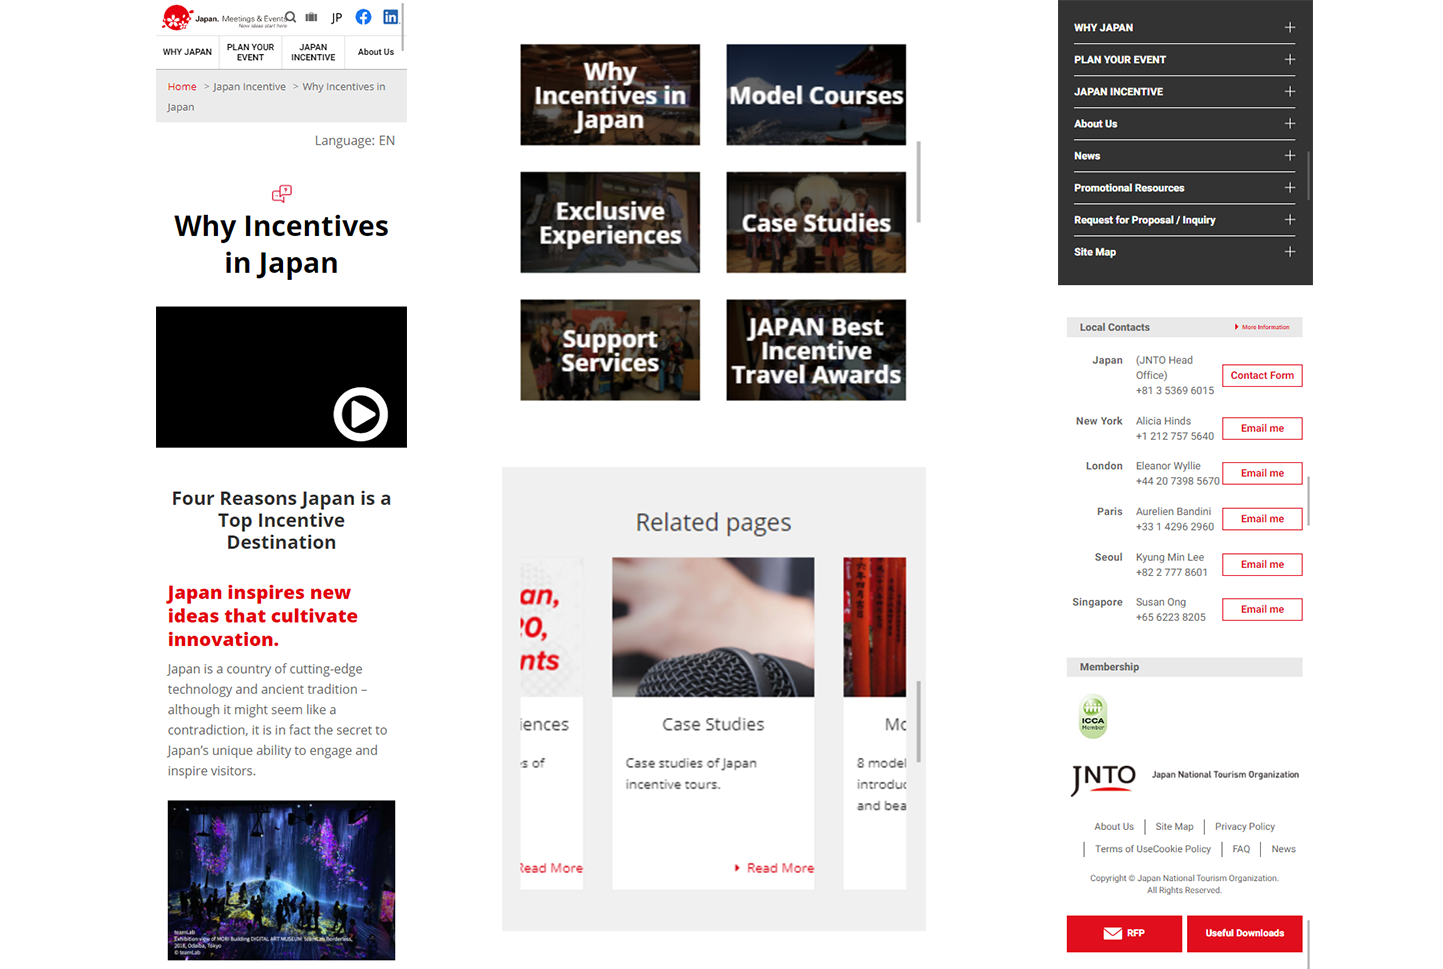 Japan. Meetings & Events
New ideas start here
JP
WHY JAPAN
PLAN YOUR
EVENT
JAPAN
INCENTIVE
About Us
Home > Japan Incentive > Why Incentives in
Japan
Language: EN
Why Incentives
in Japan
Four Reasons Japan is a
Top Incentive
Destination
Japan inspires new
ideas that cultivate
innovation.
Japan is a country of cutting-edge
technology and ancient tradition –
although it might seem like a
contradiction, it is in fact the secret to
Japan's unique ability to engage and
inspire visitors.
teamLab
Exhibition view of MORI Building DIGITAL ART MUSEUM: teamLab Borderless,
2018, Odaiba, Tokyo
© teamLab
Why
Incentives in
Japan
Model Courses
Exclusive
Experiences
Case Studies
Support
Services
JAPAN Best
Incentive
Travel Awards
Related pages
an,
20,
nts
iences
s of
Read More
Case Studies
Case studies of Japan
incentive tours.
Read More
Mo
8 model
introduc
and bea
WHY JAPAN
PLAN YOUR EVENT
JAPAN INCENTIVE
About Us
News
Promotional Resources
Request for Proposal / Inquiry
Site Map
Local Contacts
More Information
Japan
(JNTO Head
Office)
+81 3 5369 6015
Contact Form
New York
Alicia Hinds
+1 212 757 5640
Email me
London
Eleanor Wyllie
+44 20 7398 5670
Email me
Paris
Aurelien Bandini
+33 1 4296 2960
Email me
Seoul
Kyung Min Lee
+82 2 777 8601
Email me
Singapore
Susan Ong
+65 6223 8205
Email me
Membership
ICCA
Member
JNTO
Japan National Tourism Organization
About Us | Site Map | Privacy Policy
| Terms of UseCookie Policy | FAQ | News
Copyright © Japan National Tourism Organization.
All Rights Reserved.
RFP
Useful Downloads